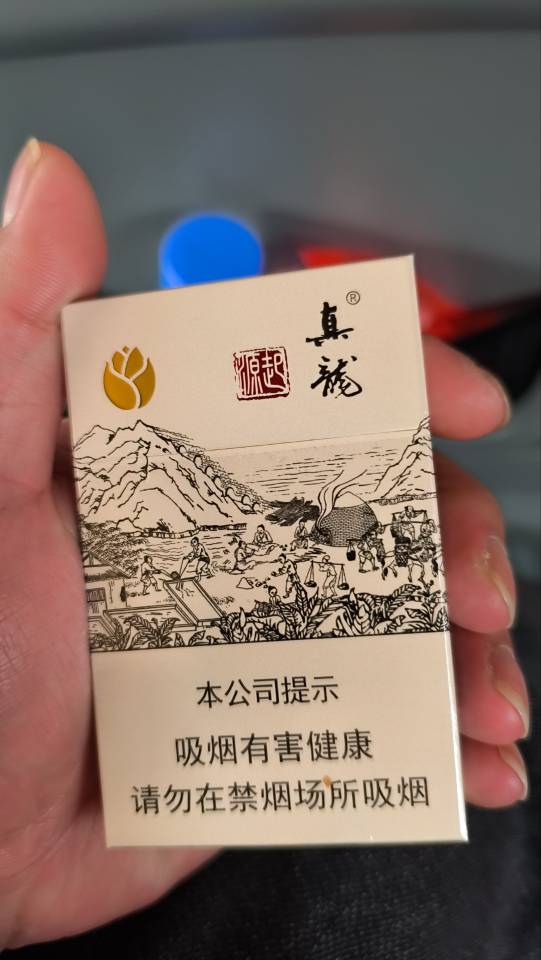 真龙®
起源
本公司提示
吸烟有害健康
请勿在禁烟场所吸烟